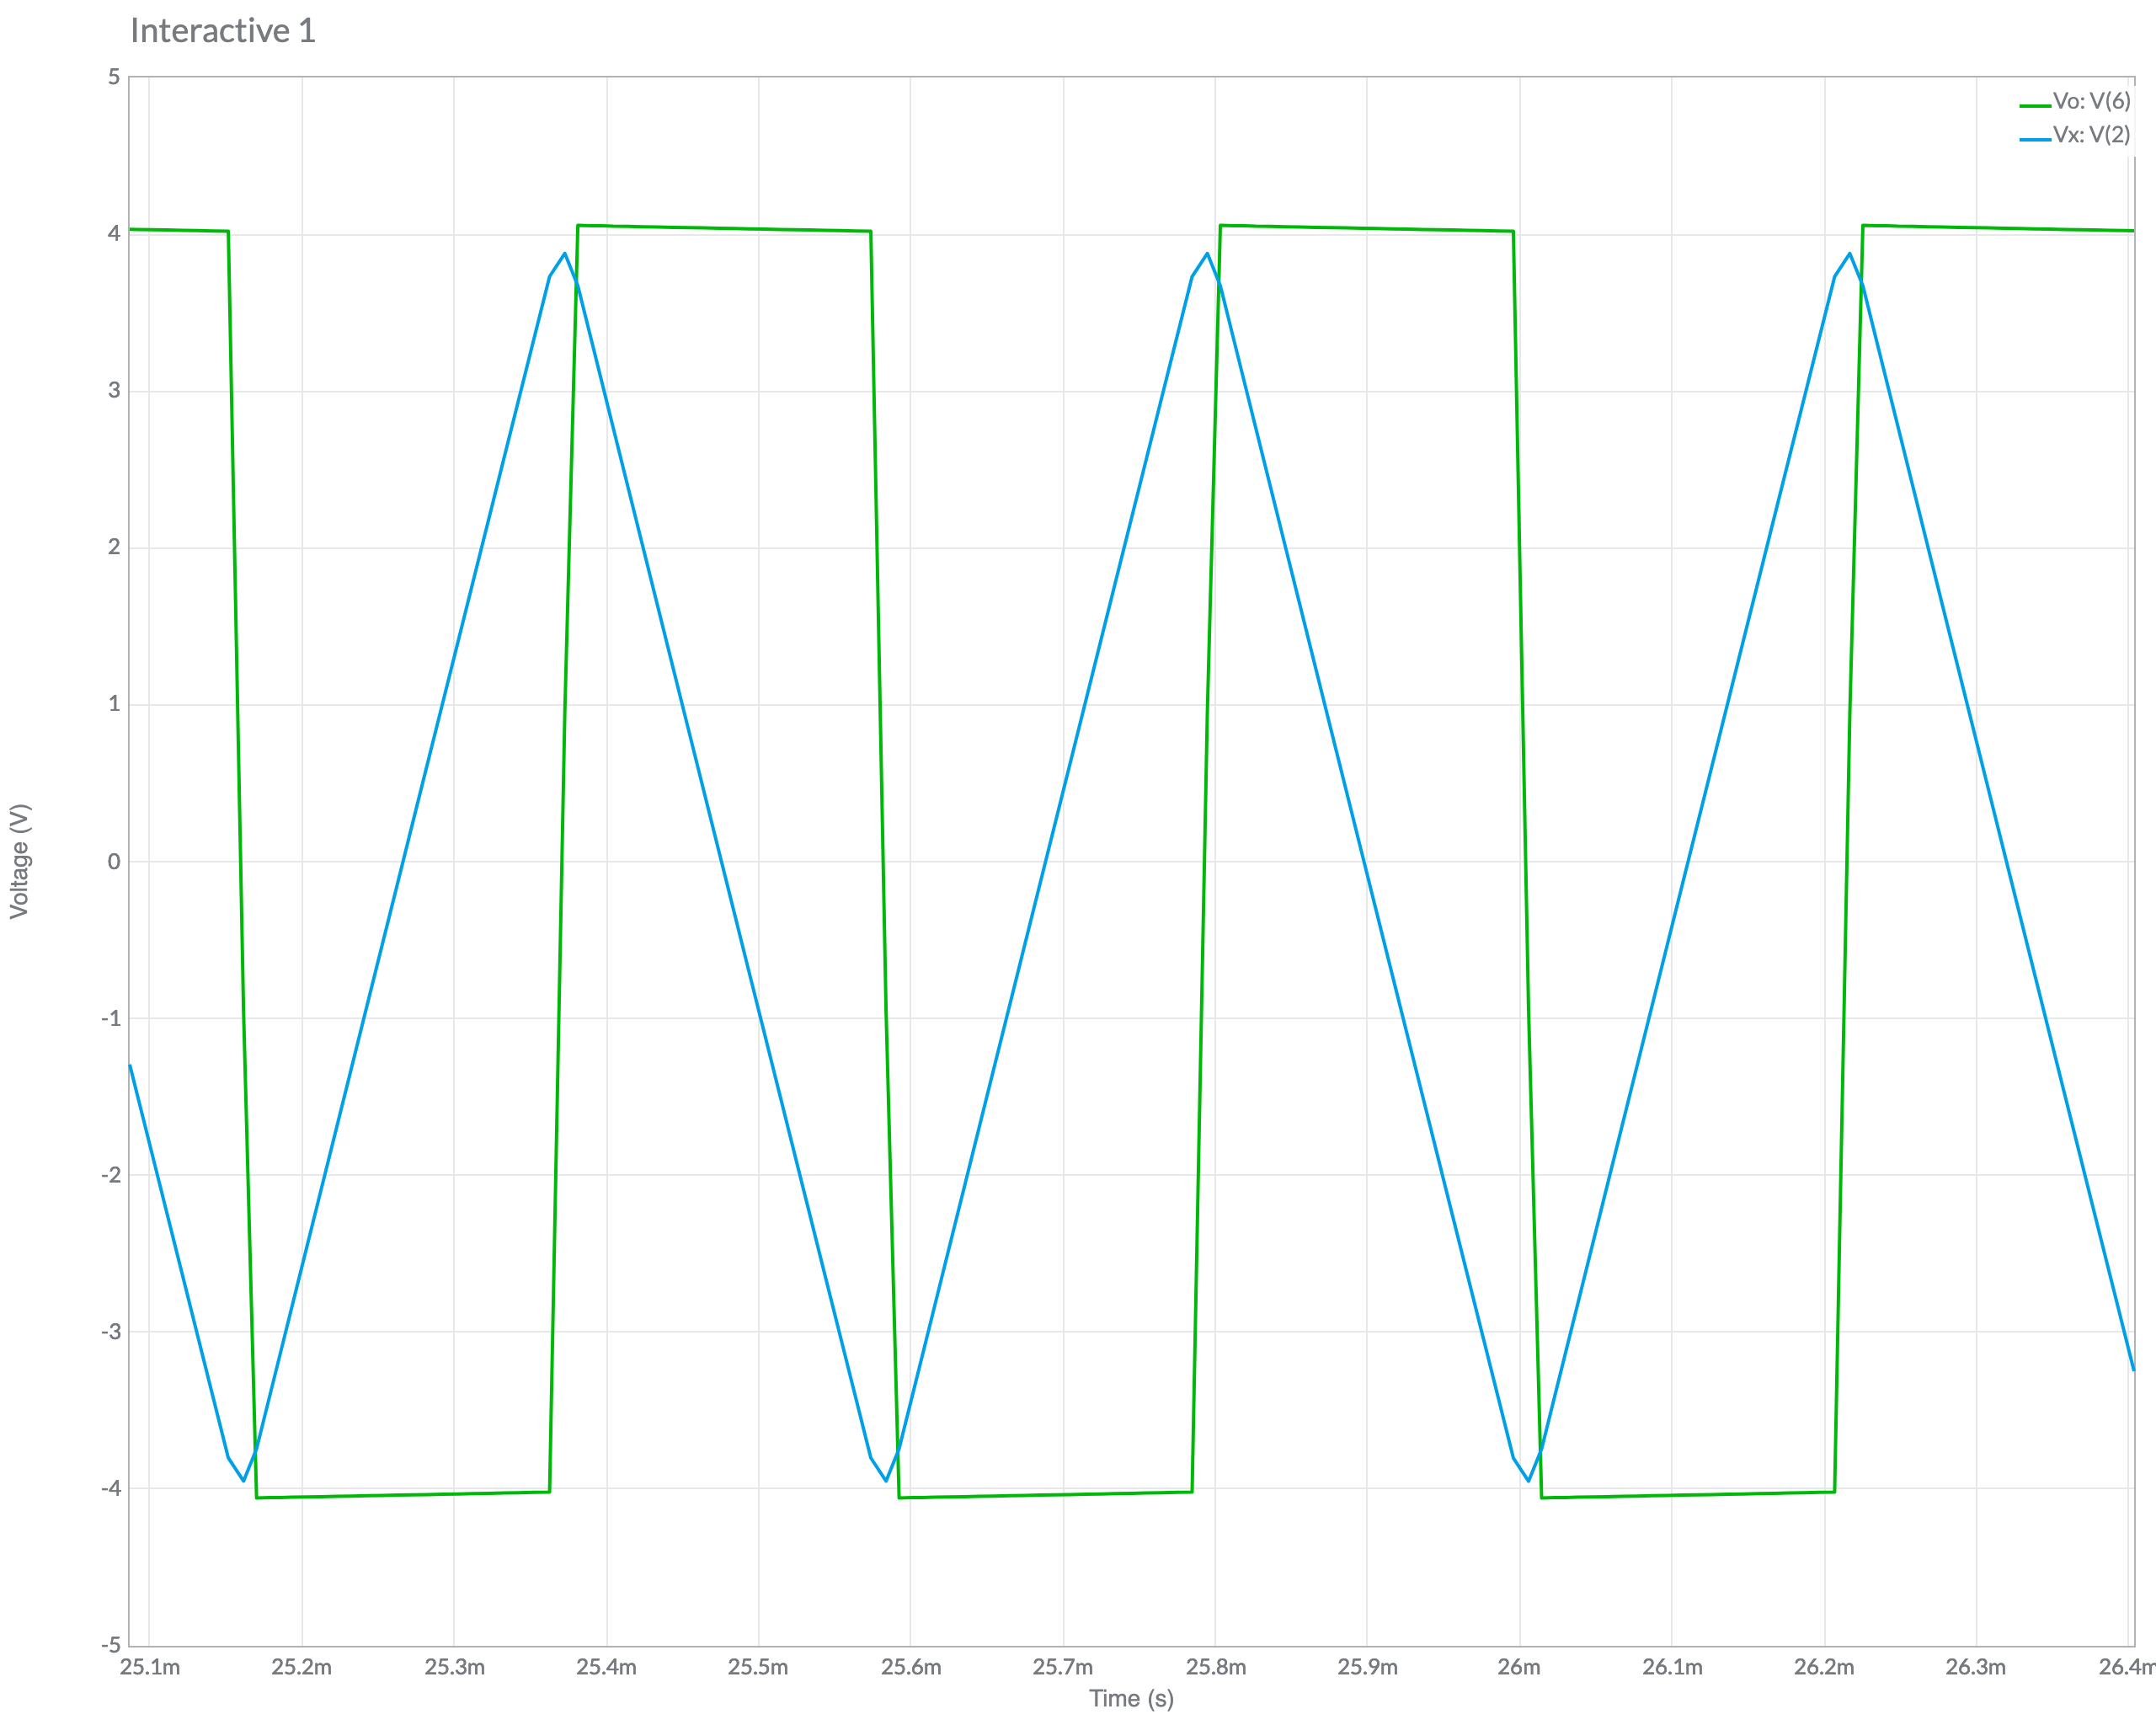 Interactive 1
Vo: V(6)
Vx: V(2)
5
4
3
2
1
0
-1
-2
-3
-4
-5
Voltage (V)
25.1m 25.2m 25.3m 25.4m 25.5m 25.6m 25.7m 25.8m 25.9m 26m 26.1m 26.2m 26.3m 26.4m
Time (s)